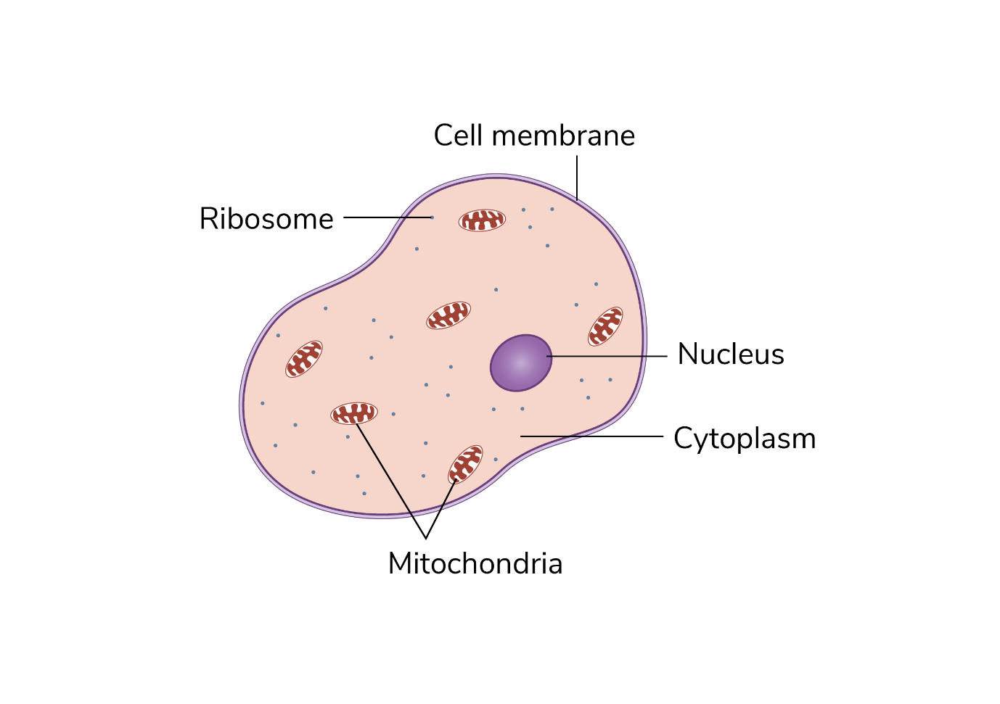 Cell membrane
Ribosome
Nucleus
Cytoplasm
Mitochondria